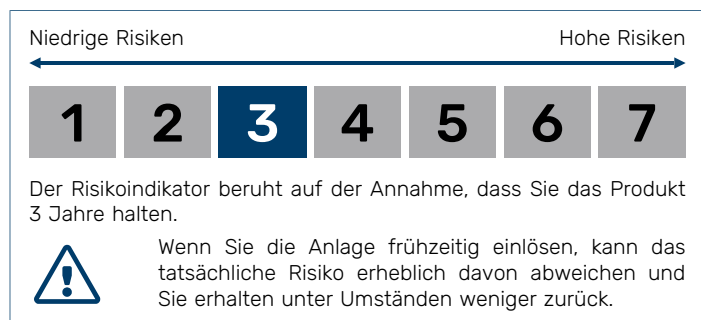 Niedrige Risiken Hohe Risiken
1 2 3 4 5 6 7
Der Risikoindikator beruht auf der Annahme, dass Sie das Produkt
3 Jahre halten.
Wenn Sie die Anlage frühzeitig einlösen, kann das
tatsächliche Risiko erheblich davon abweichen und
Sie erhalten unter Umständen weniger zurück.